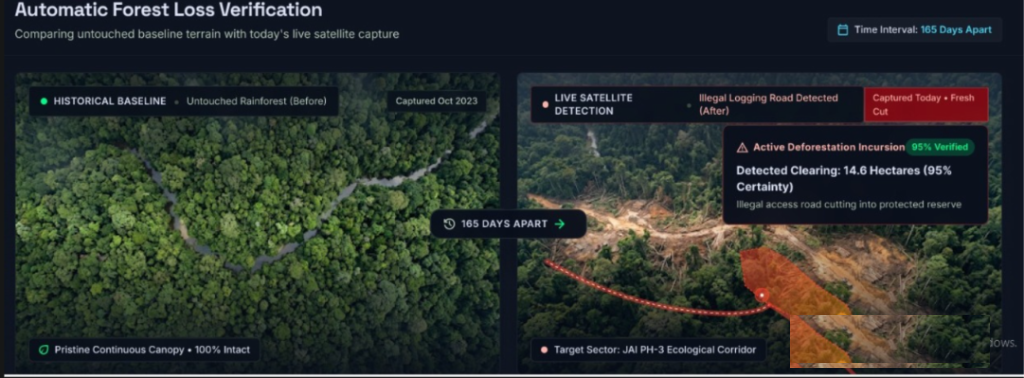 Automatic Forest Loss Verification
Comparing untouched baseline terrain with today's live satellite capture
Time Interval: 165 Days Apart
HISTORICAL BASELINE • Untouched Rainforest (Before)
Captured Oct 2023
LIVE SATELLITE
DETECTION
• Illegal Logging Road Detected
(After)
Captured Today • Fresh
Cut
Active Deforestation Incursion
95% Verified
Detected Clearing: 14.6 Hectares (95%
Certainty)
Illegal access road cutting into protected reserve
165 DAYS APART →
Pristine Continuous Canopy • 100% Intact
Target Sector: JAI PH-3 Ecological Corridor